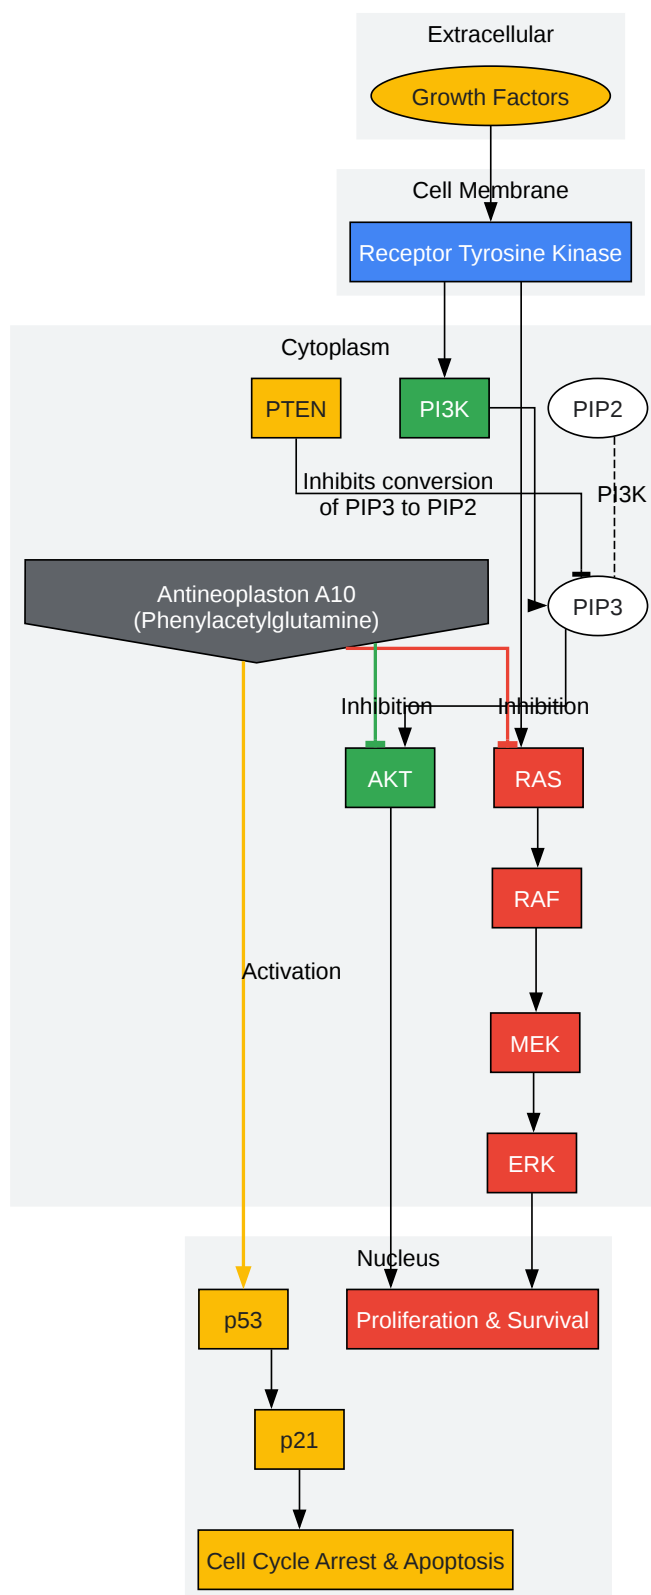 Extracellular
Growth Factors
Cell Membrane
Receptor Tyrosine Kinase
Cytoplasm
PTEN
PI3K
PIP2
Inhibits conversion
of PIP3 to PIP2
PI3K
Antineoplaston A10
(Phenylacetylglutamine)
PIP3
Inhibition
Inhibition
AKT
RAS
RAF
Activation
MEK
ERK
Nucleus
p53
Proliferation & Survival
p21
Cell Cycle Arrest & Apoptosis